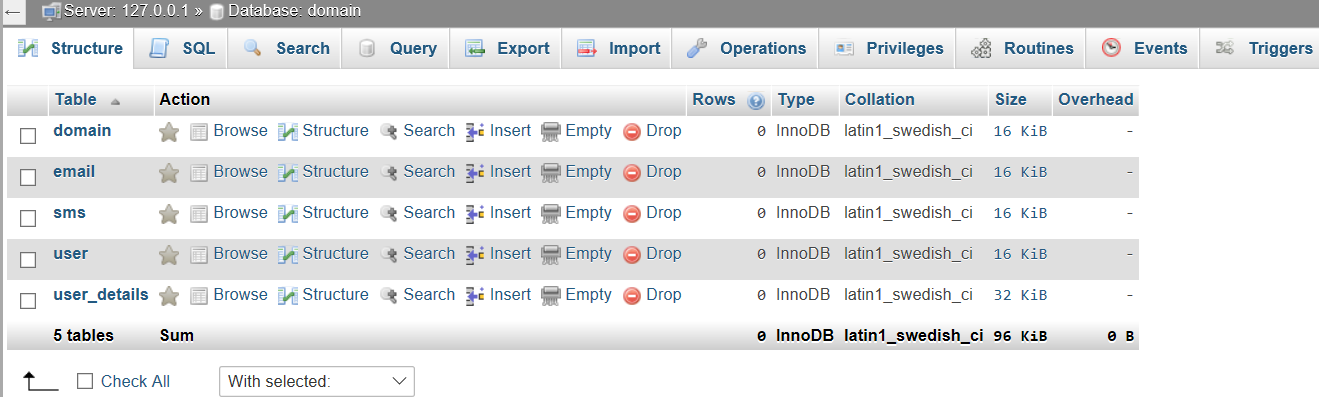 Server: 127.0.0.1 » Database: domain
Structure SQL Search Query Export Import Operations Privileges Routines Events Triggers
Table Action Rows Type Collation Size Overhead
domain Browse Structure Search Insert Empty Drop 0 InnoDB latin1_swedish_ci 16 KiB -
email Browse Structure Search Insert Empty Drop 0 InnoDB latin1_swedish_ci 16 KiB -
sms Browse Structure Search Insert Empty Drop 0 InnoDB latin1_swedish_ci 16 KiB -
user Browse Structure Search Insert Empty Drop 0 InnoDB latin1_swedish_ci 16 KiB -
user_details Browse Structure Search Insert Empty Drop 0 InnoDB latin1_swedish_ci 32 KiB -
5 tables Sum 0 InnoDB latin1_swedish_ci 96 KiB 0 B
Check All With selected: